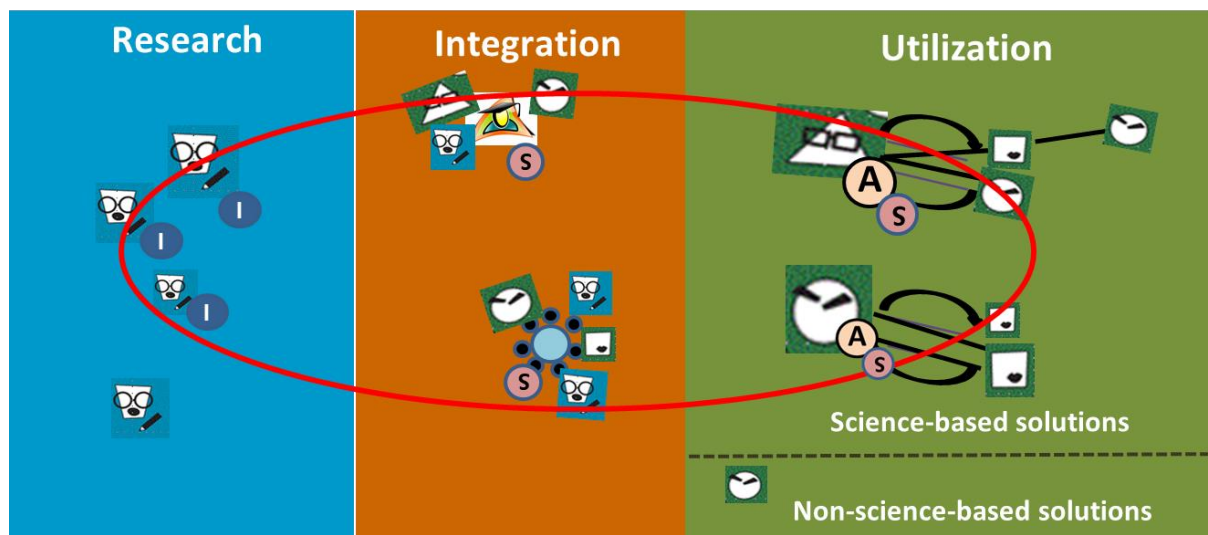 Research
Integration
Utilization
I
I
I
S
S
A
S
A
S
Science-based solutions
Non-science-based solutions